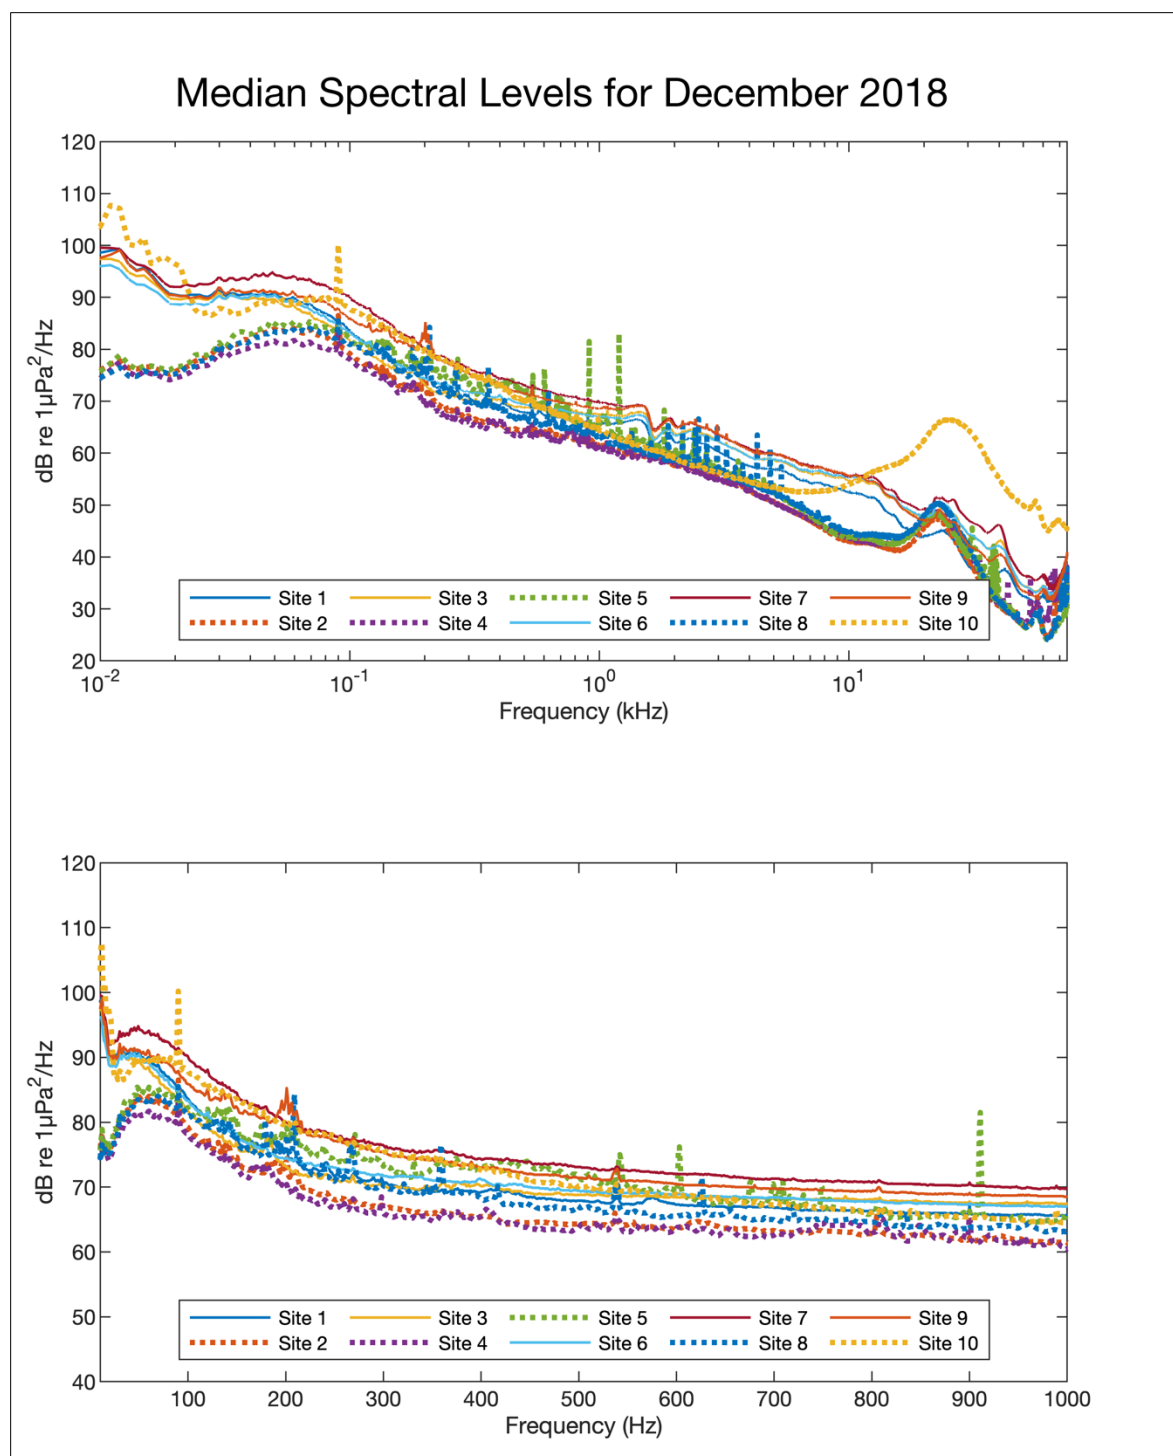 Median Spectral Levels for December 2018
120
110
100
90
80
70
60
50
40
30
20
dB re 1µPa²/Hz
Site 1 Site 3 Site 5 Site 7 Site 9
Site 2 Site 4 Site 6 Site 8 Site 10
10⁻² 10⁻¹ 10⁰ 10¹
Frequency (kHz)
120
110
100
90
80
70
60
50
40
dB re 1µPa²/Hz
Site 1 Site 3 Site 5 Site 7 Site 9
Site 2 Site 4 Site 6 Site 8 Site 10
100 200 300 400 500 600 700 800 900 1000
Frequency (Hz)